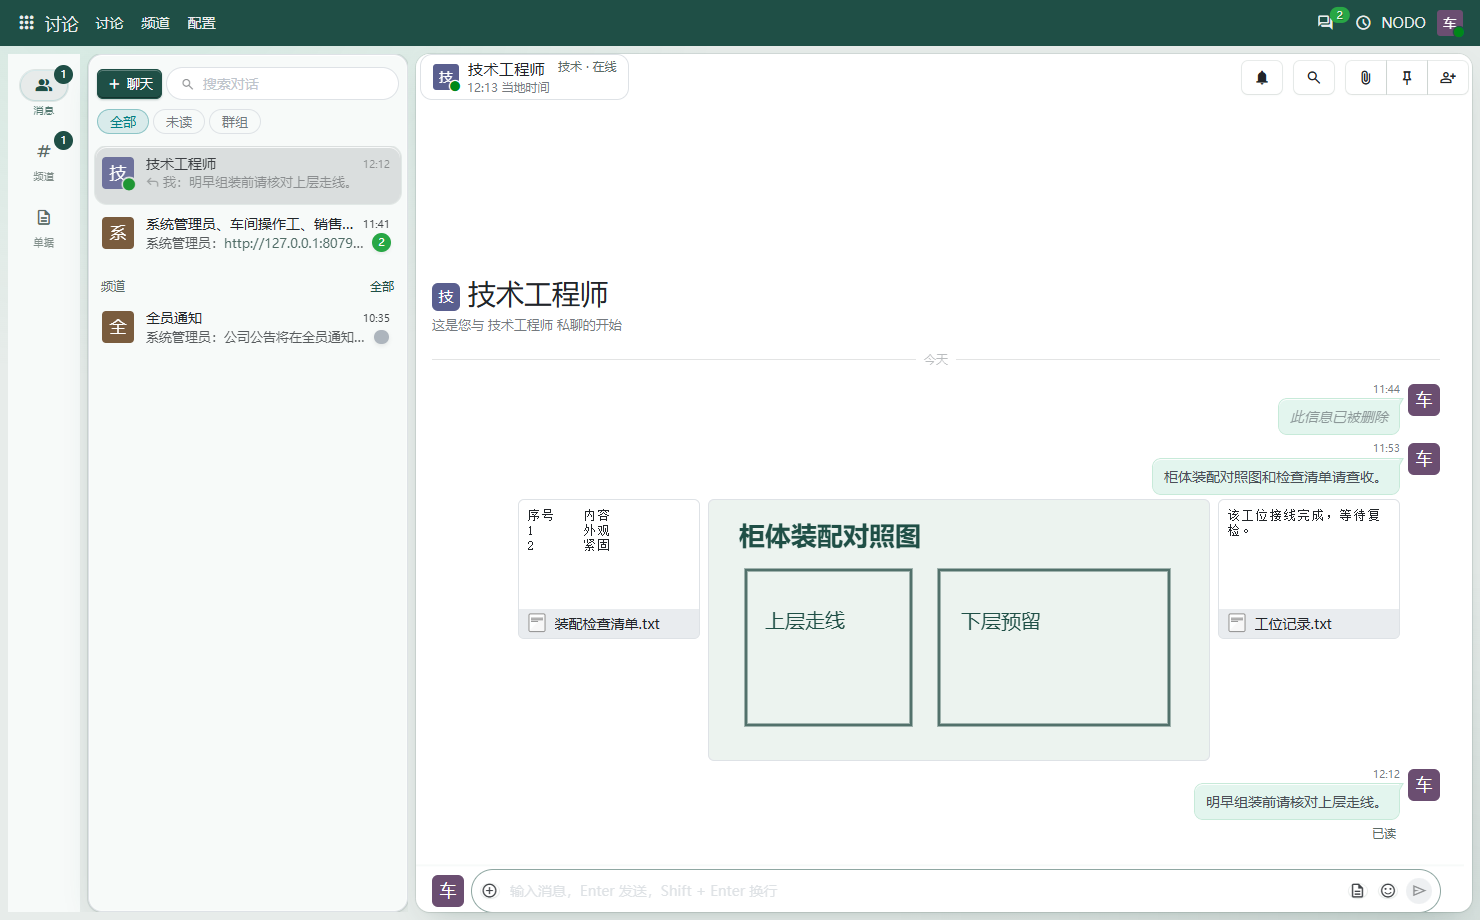 讨论 讨论 频道 配置 2 NODO 车
1
消息
1
频道
单据
聊天 搜索对话
全部 未读 群组
技 技术工程师 12:12
我：明早组装前请核对上层走线。
系 系统管理员、车间操作工、销售... 11:41
系统管理员：http://127.0.0.1:8079... 2
频道 全部
全 全员通知 10:35
系统管理员：公司公告将在全员通知...
技 技术工程师 技术 · 在线
12:13 当地时间
技 技术工程师
这是您与 技术工程师 私聊的开始
今天
11:44 车
此信息已被删除
11:53 车
柜体装配对照图和检查清单请查收。
序号 内容
1 外观
2 紧固
装配检查清单.txt
柜体装配对照图
上层走线 下层预留
该工位接线完成，等待复
检。
工位记录.txt
12:12 车
明早组装前请核对上层走线。
已读
车 输入消息，Enter 发送，Shift + Enter 换行